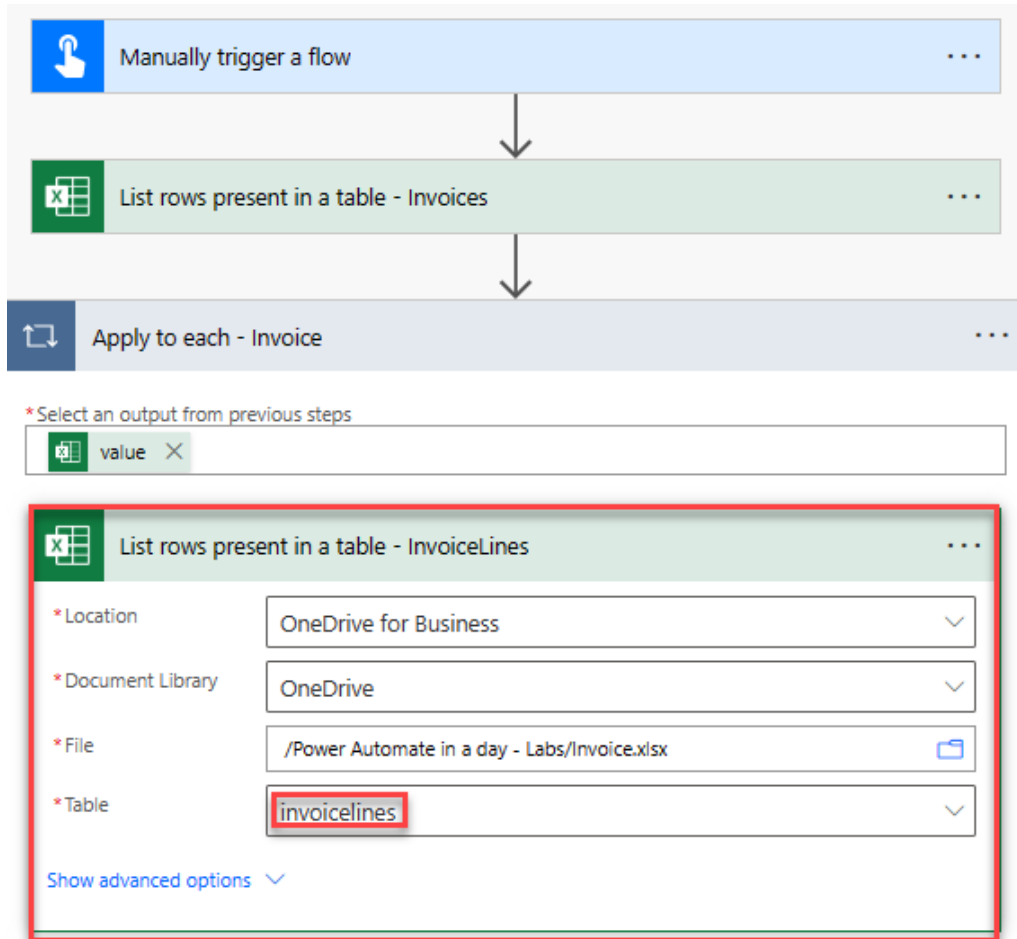 Manually trigger a flow
List rows present in a table - Invoices
Apply to each - Invoice
*Select an output from previous steps
value
List rows present in a table - InvoiceLines
*Location
OneDrive for Business
*Document Library
OneDrive
*File
/Power Automate in a day - Labs/Invoice.xlsx
*Table
invoicelines
Show advanced options